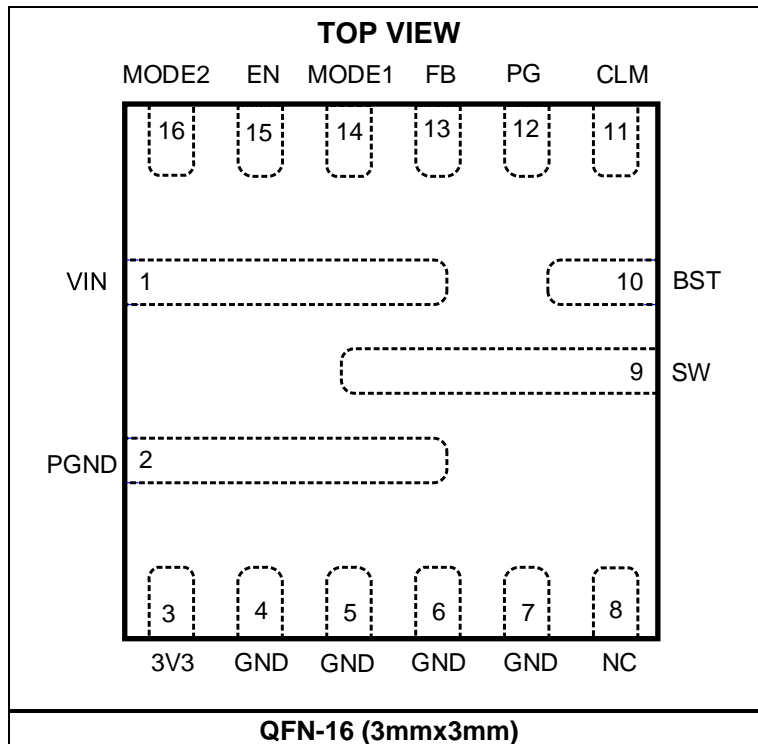 TOP VIEW
MODE2 EN MODE1 FB PG CLM
16 15 14 13 12 11
VIN 1 10 BST
9 SW
PGND 2
3 4 5 6 7 8
3V3 GND GND GND GND NC
QFN-16 (3mmx3mm)